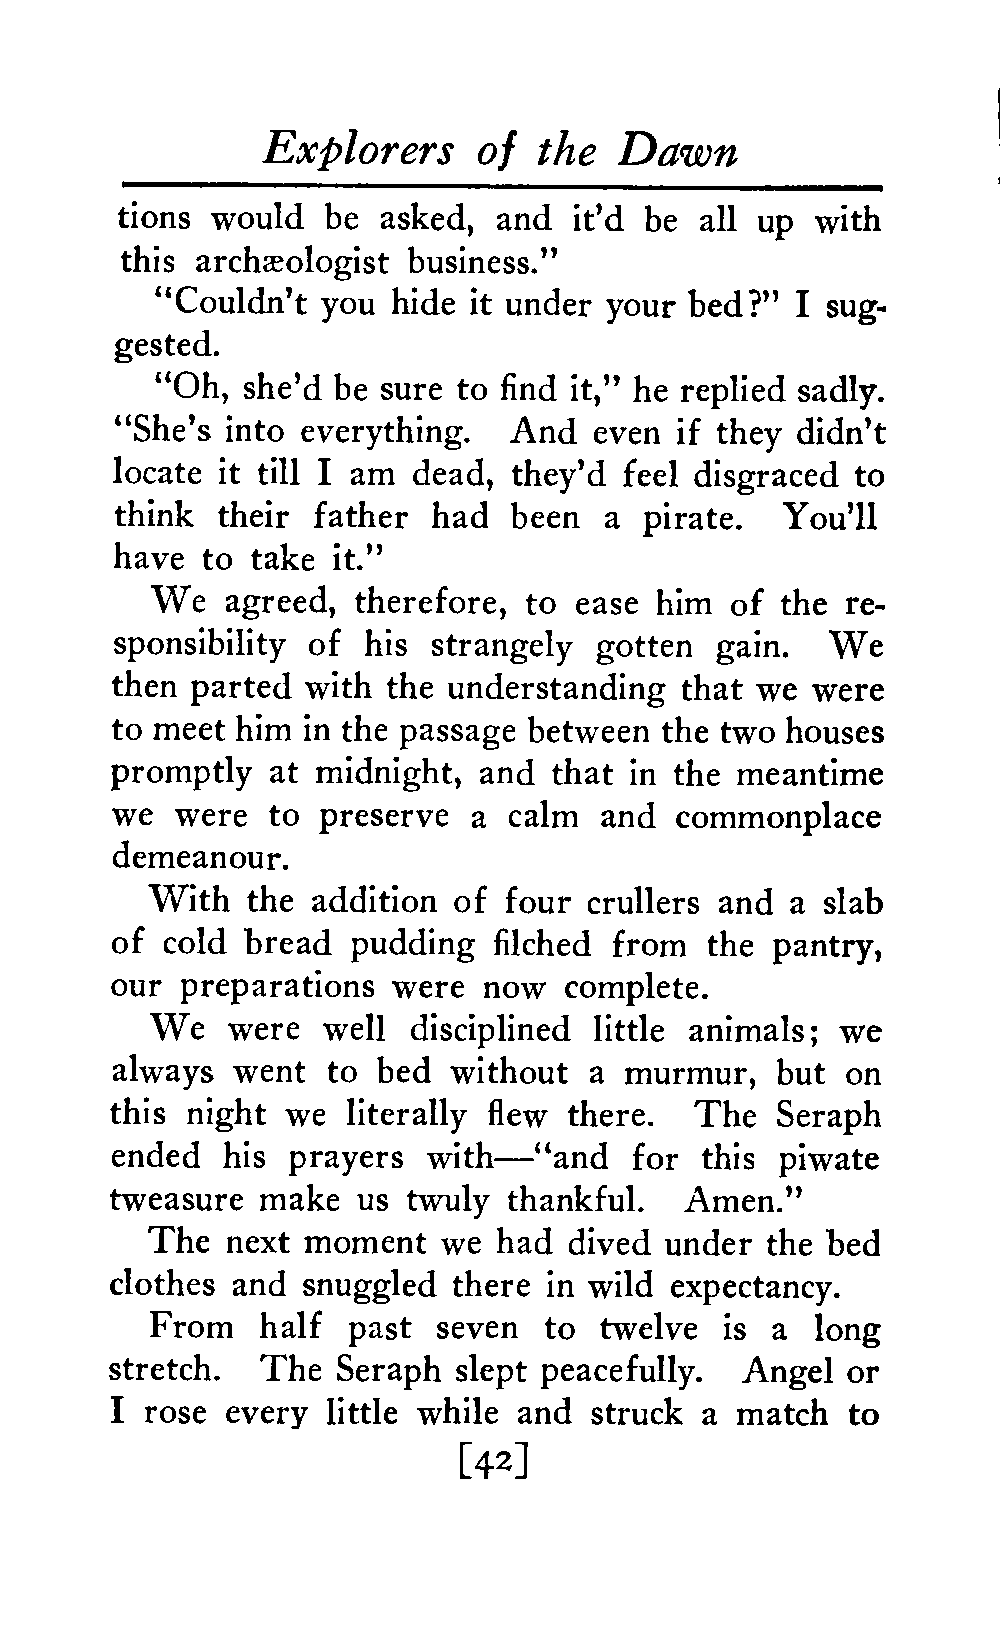 Explorers of the Dawn
tions would be asked, and it'd be all up with
this archæologist business."
"Couldn't you hide it under your bed?" I sug-
gested.
"Oh, she'd be sure to find it," he replied sadly.
"She's into everything. And even if they didn't
locate it till I am dead, they'd feel disgraced to
think their father had been a pirate. You'll
have to take it."
We agreed, therefore, to ease him of the re-
sponsibility of his strangely gotten gain. We
then parted with the understanding that we were
to meet him in the passage between the two houses
promptly at midnight, and that in the meantime
we were to preserve a calm and commonplace
demeanour.
With the addition of four crullers and a slab
of cold bread pudding filched from the pantry,
our preparations were now complete.
We were well disciplined little animals; we
always went to bed without a murmur, but on
this night we literally flew there. The Seraph
ended his prayers with—"and for this piwate
tweasure make us twuly thankful. Amen."
The next moment we had dived under the bed
clothes and snuggled there in wild expectancy.
From half past seven to twelve is a long
stretch. The Seraph slept peacefully. Angel or
I rose every little while and struck a match to
[42]